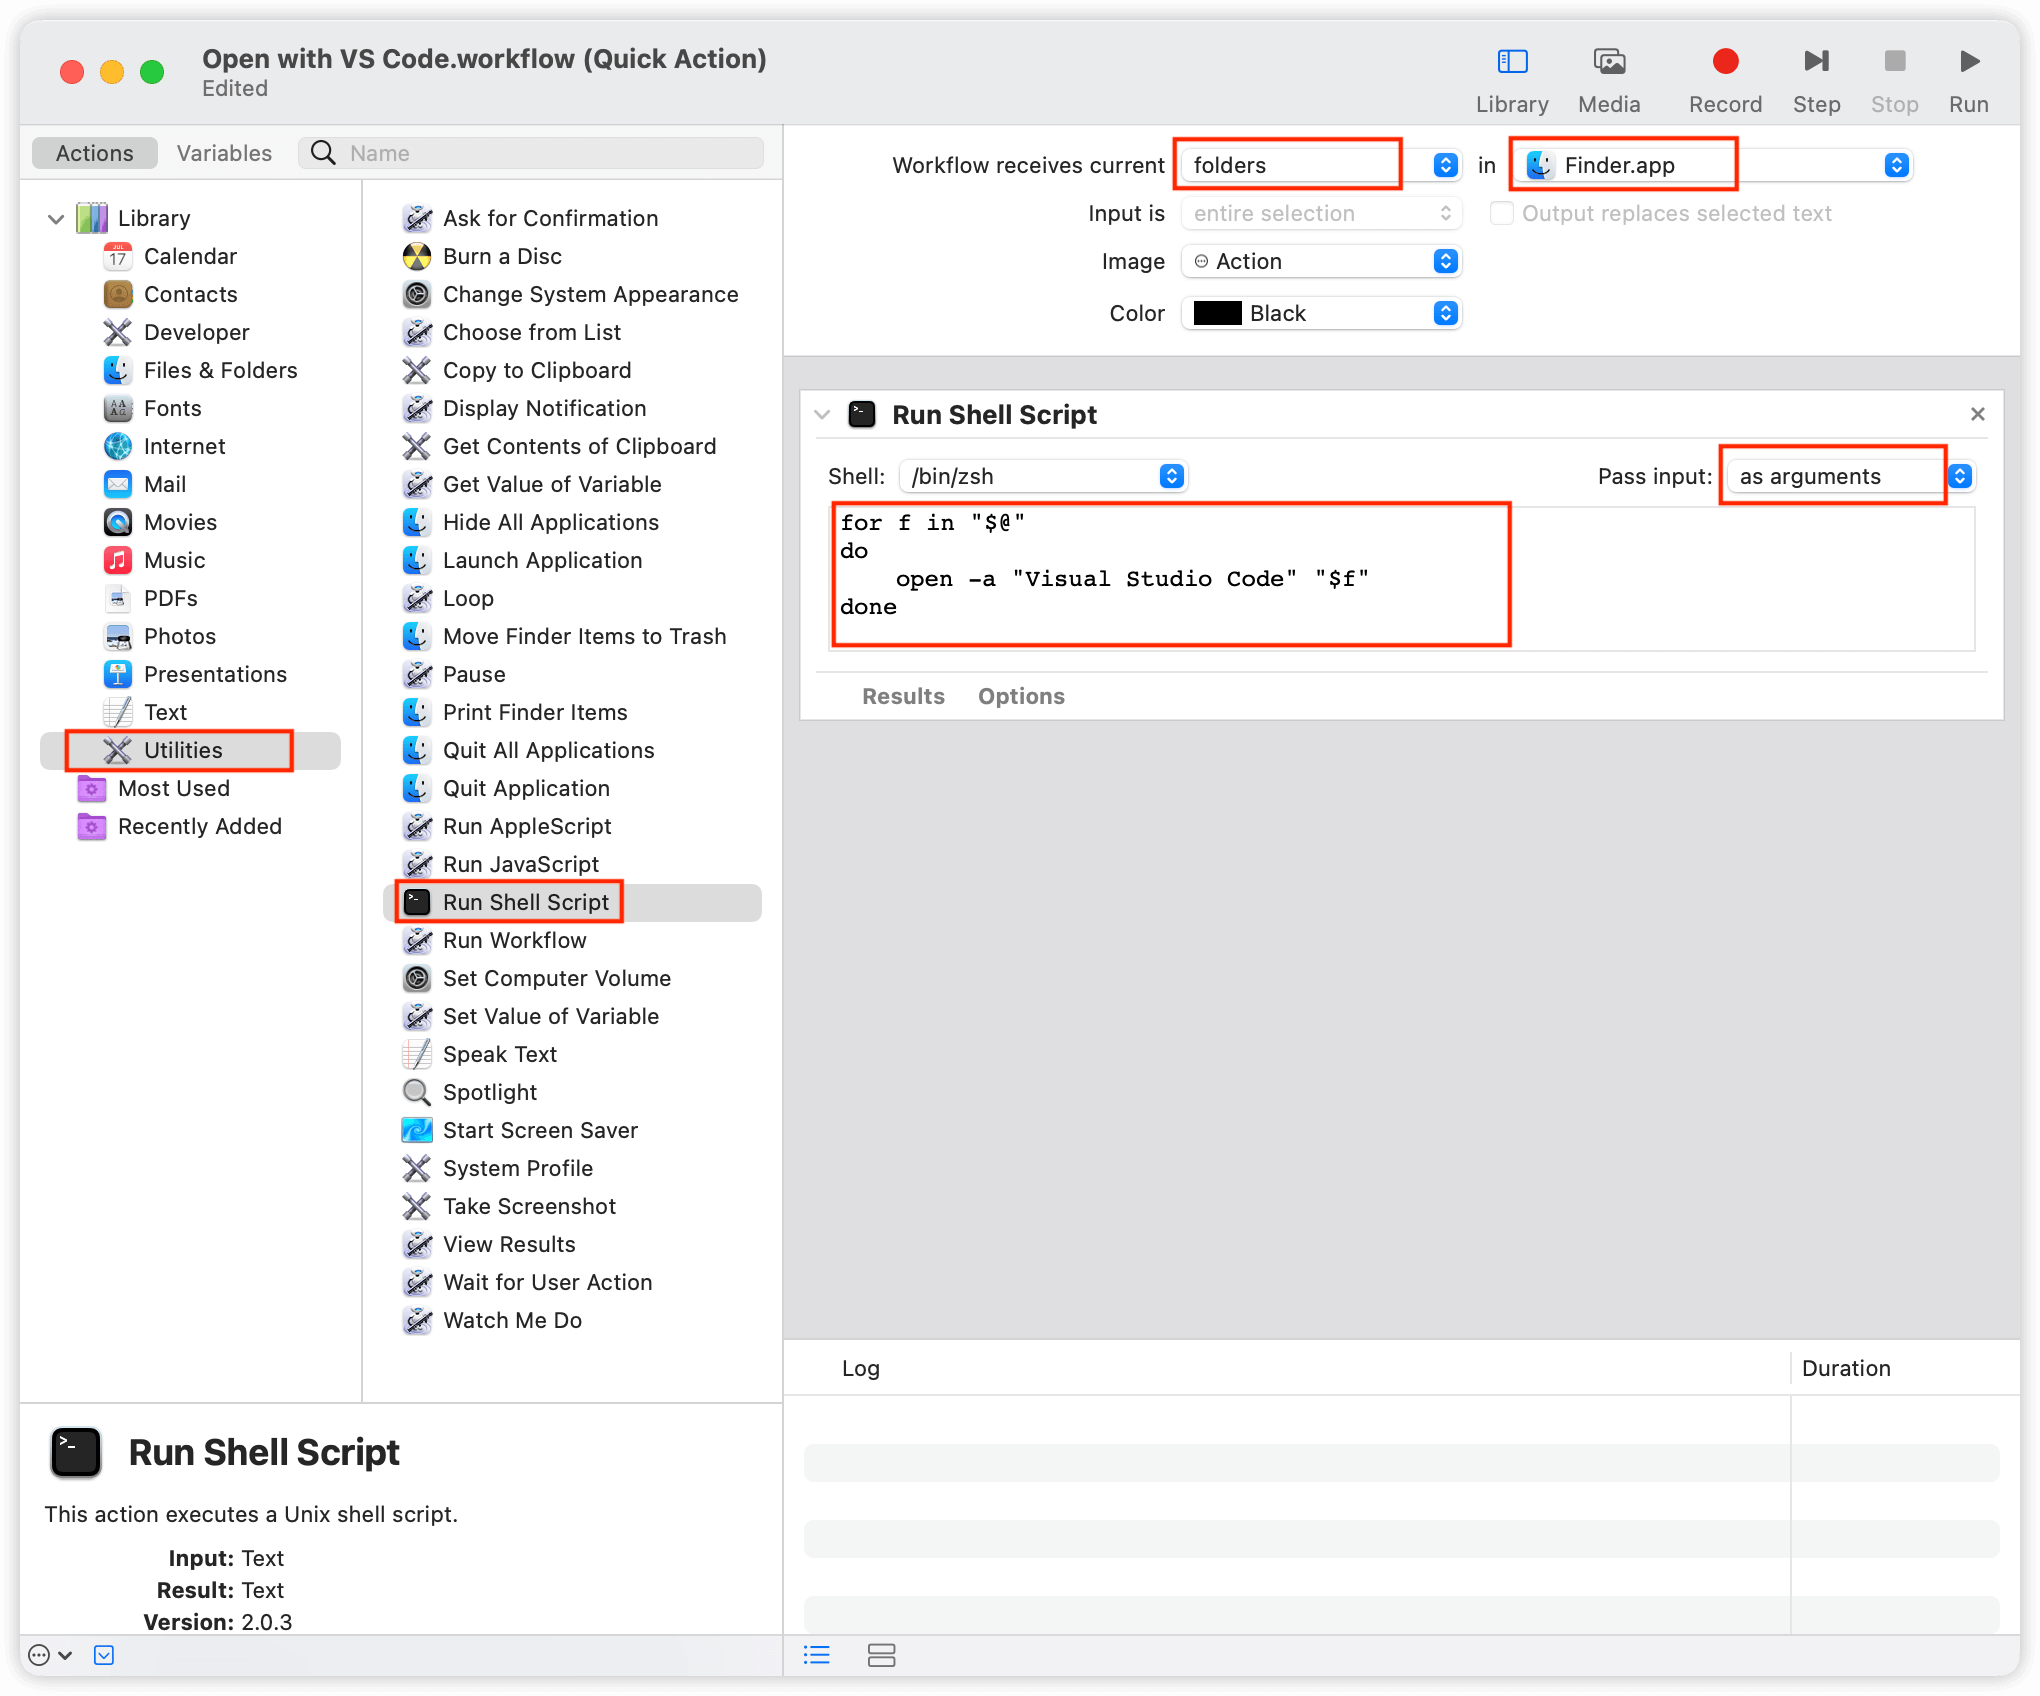 Open with VS Code.workflow (Quick Action)
Edited
Library
Media
Record
Step
Stop
Run
Actions
Variables
Name
Library
Calendar
Contacts
Developer
Files & Folders
Fonts
Internet
Mail
Movies
Music
PDFs
Photos
Presentations
Text
Utilities
Most Used
Recently Added
Ask for Confirmation
Burn a Disc
Change System Appearance
Choose from List
Copy to Clipboard
Display Notification
Get Contents of Clipboard
Get Value of Variable
Hide All Applications
Launch Application
Loop
Move Finder Items to Trash
Pause
Print Finder Items
Quit All Applications
Quit Application
Run AppleScript
Run JavaScript
Run Shell Script
Run Workflow
Set Computer Volume
Set Value of Variable
Speak Text
Spotlight
Start Screen Saver
System Profile
Take Screenshot
View Results
Wait for User Action
Watch Me Do
Workflow receives current folders in Finder.app
Input is entire selection Output replaces selected text
Image Action
Color Black
Run Shell Script
Shell: /bin/zsh Pass input: as arguments
for f in "$@"
do
    open -a "Visual Studio Code" "$f"
done
Results Options
Log Duration
Run Shell Script
This action executes a Unix shell script.
Input: Text
Result: Text
Version: 2.0.3